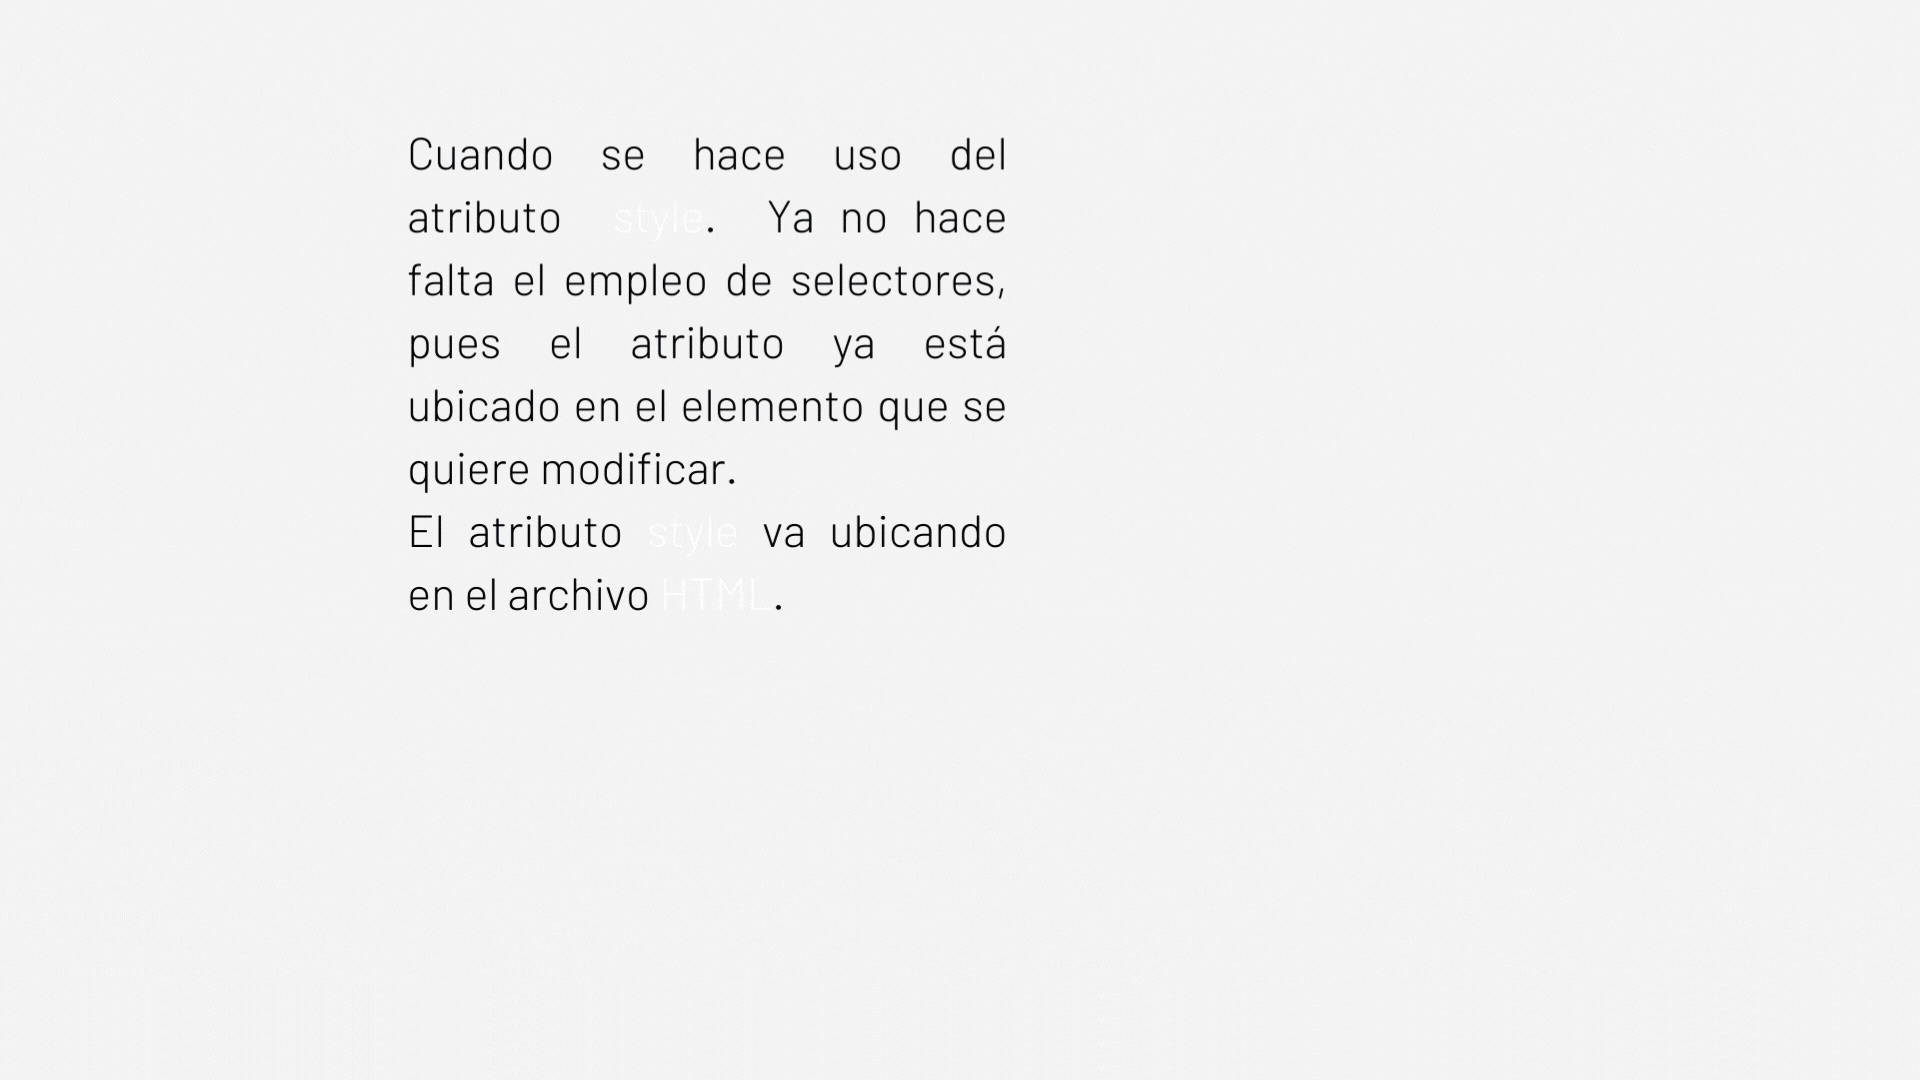 Cuando se hace uso del
atributo style. Ya no hace
falta el empleo de selectores,
pues el atributo ya está
ubicado en el elemento que se
quiere modificar.
El atributo style va ubicando
en el archivo HTML.